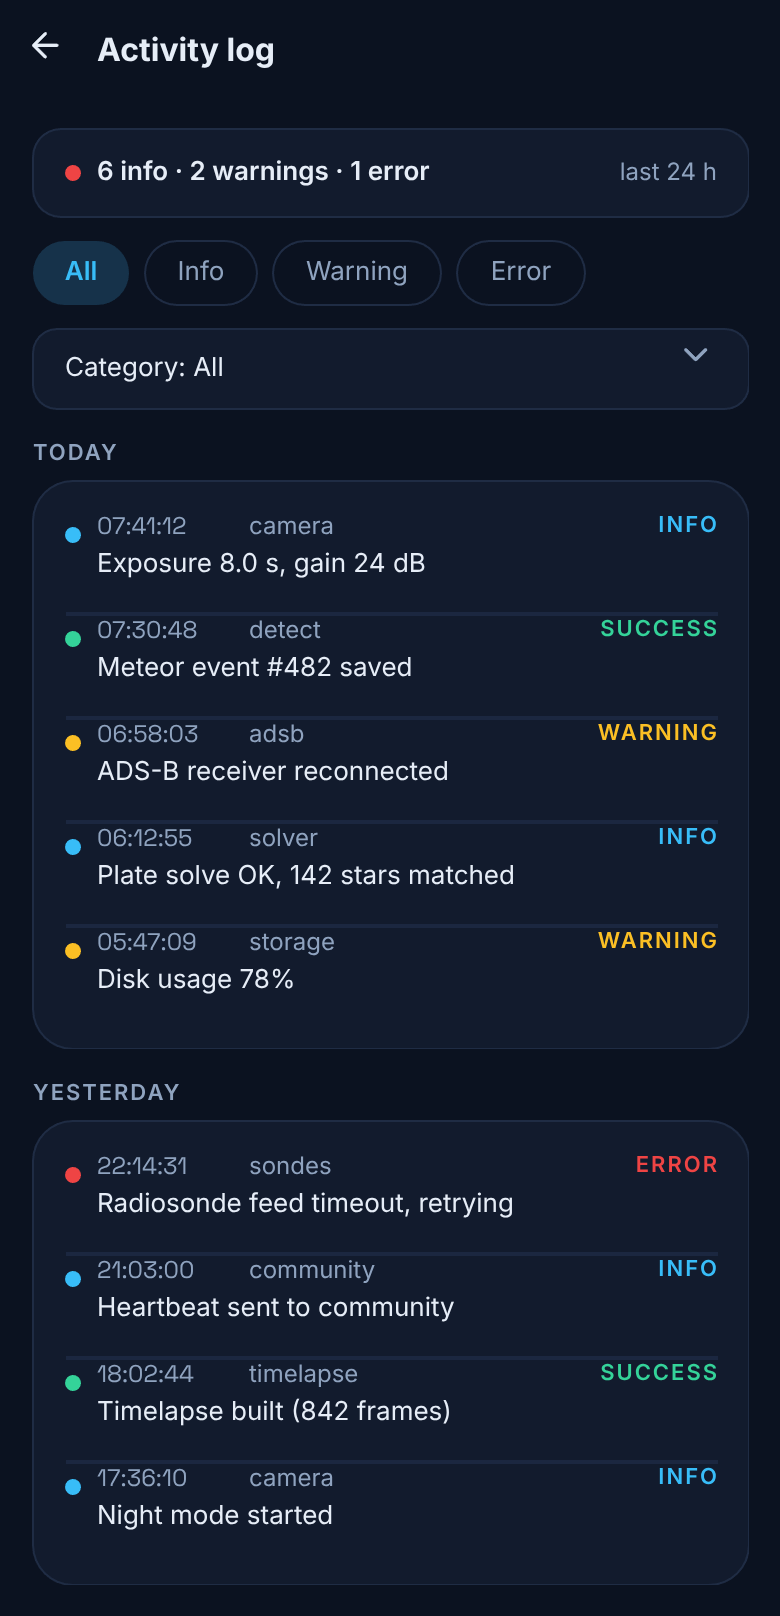 Activity log
6 info · 2 warnings · 1 error last 24 h
All Info Warning Error
Category: All
TODAY
07:41:12 camera INFO
Exposure 8.0 s, gain 24 dB
07:30:48 detect SUCCESS
Meteor event #482 saved
06:58:03 adsb WARNING
ADS-B receiver reconnected
06:12:55 solver INFO
Plate solve OK, 142 stars matched
05:47:09 storage WARNING
Disk usage 78%
YESTERDAY
22:14:31 sondes ERROR
Radiosonde feed timeout, retrying
21:03:00 community INFO
Heartbeat sent to community
18:02:44 timelapse SUCCESS
Timelapse built (842 frames)
17:36:10 camera INFO
Night mode started